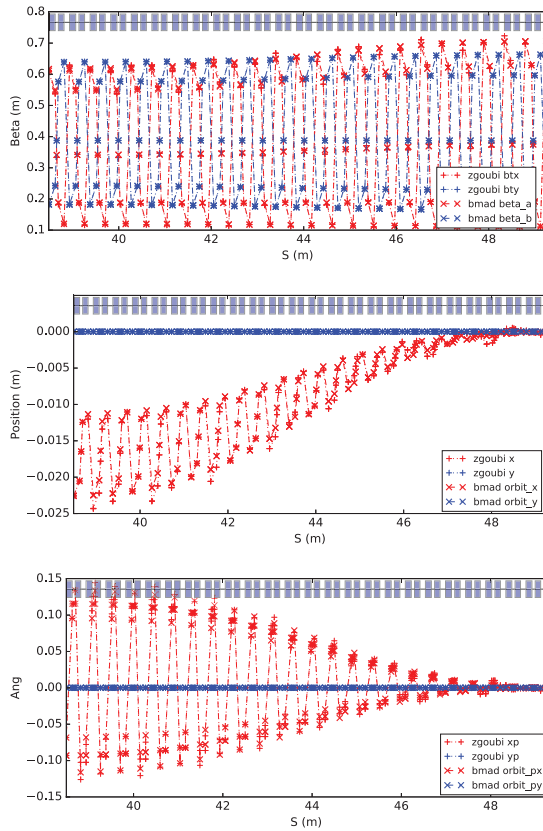 0.8
0.7
0.6
0.5
0.4
0.3
0.2
0.1
Beta (m)
zgoubi btx
zgoubi bty
bmad beta_a
bmad beta_b
40 42 44 46 48
S (m)
0.000
−0.005
−0.010
−0.015
−0.020
−0.025
Position (m)
zgoubi x
zgoubi y
bmad orbit_x
bmad orbit_y
40 42 44 46 48
S (m)
0.15
0.10
0.05
0.00
−0.05
−0.10
−0.15
Ang
zgoubi xp
zgoubi yp
bmad orbit_px
bmad orbit_py
40 42 44 46 48
S (m)